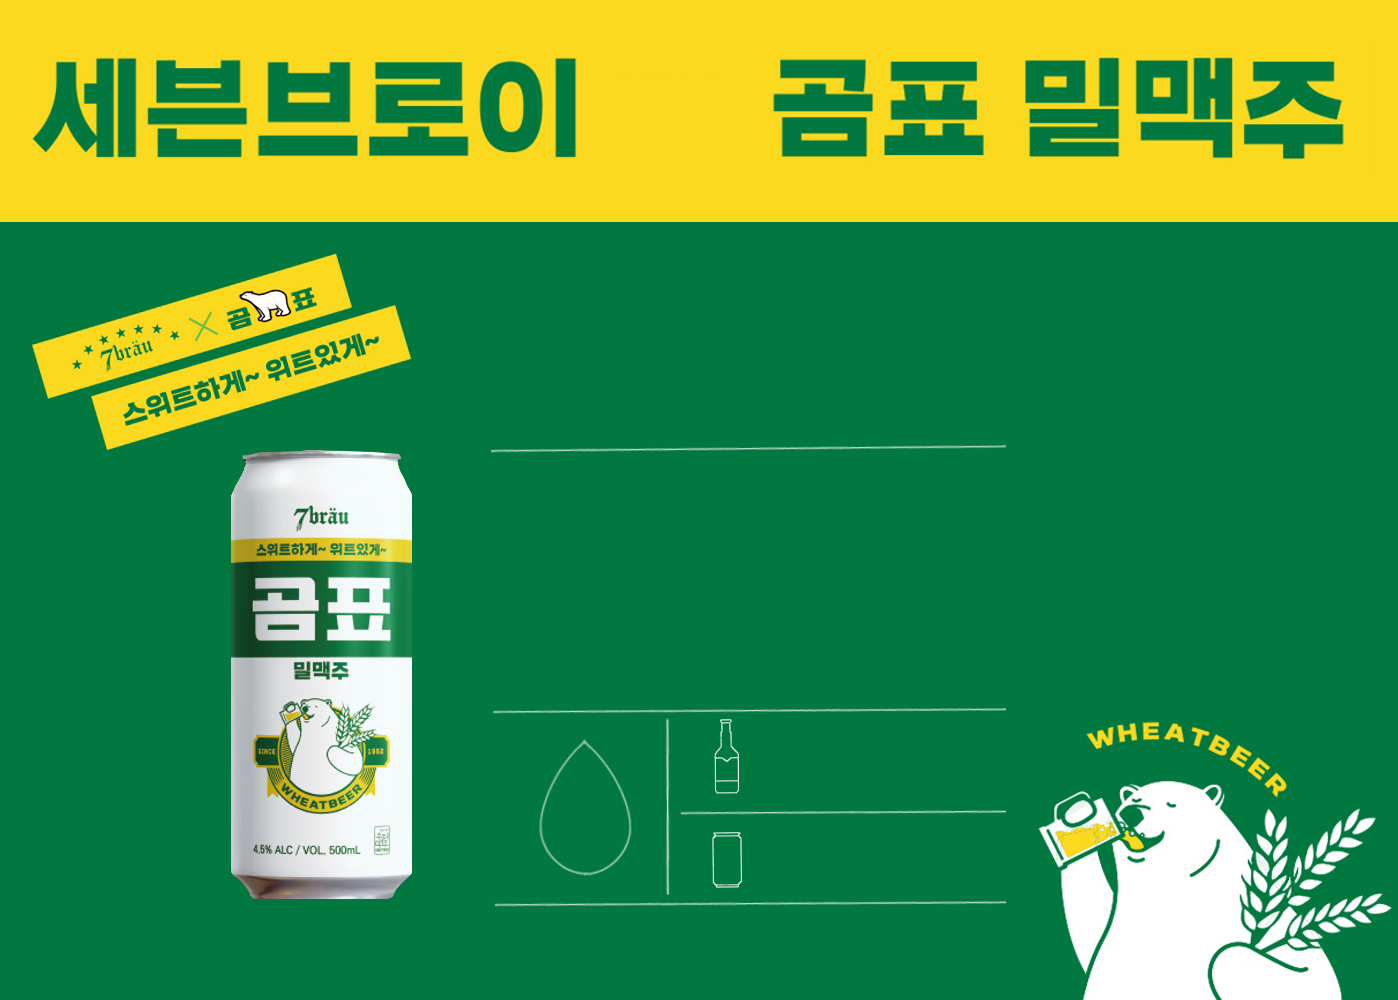 세븐브로이 곰표 밀맥주
7bräu × 곰표
스위트하게~ 위트있게~
7bräu
스위트하게~ 위트있게~
곰표
밀맥주
SINCE 1952
WHEATBEER
4.5% ALC / VOL. 500mL
WHEATBEER